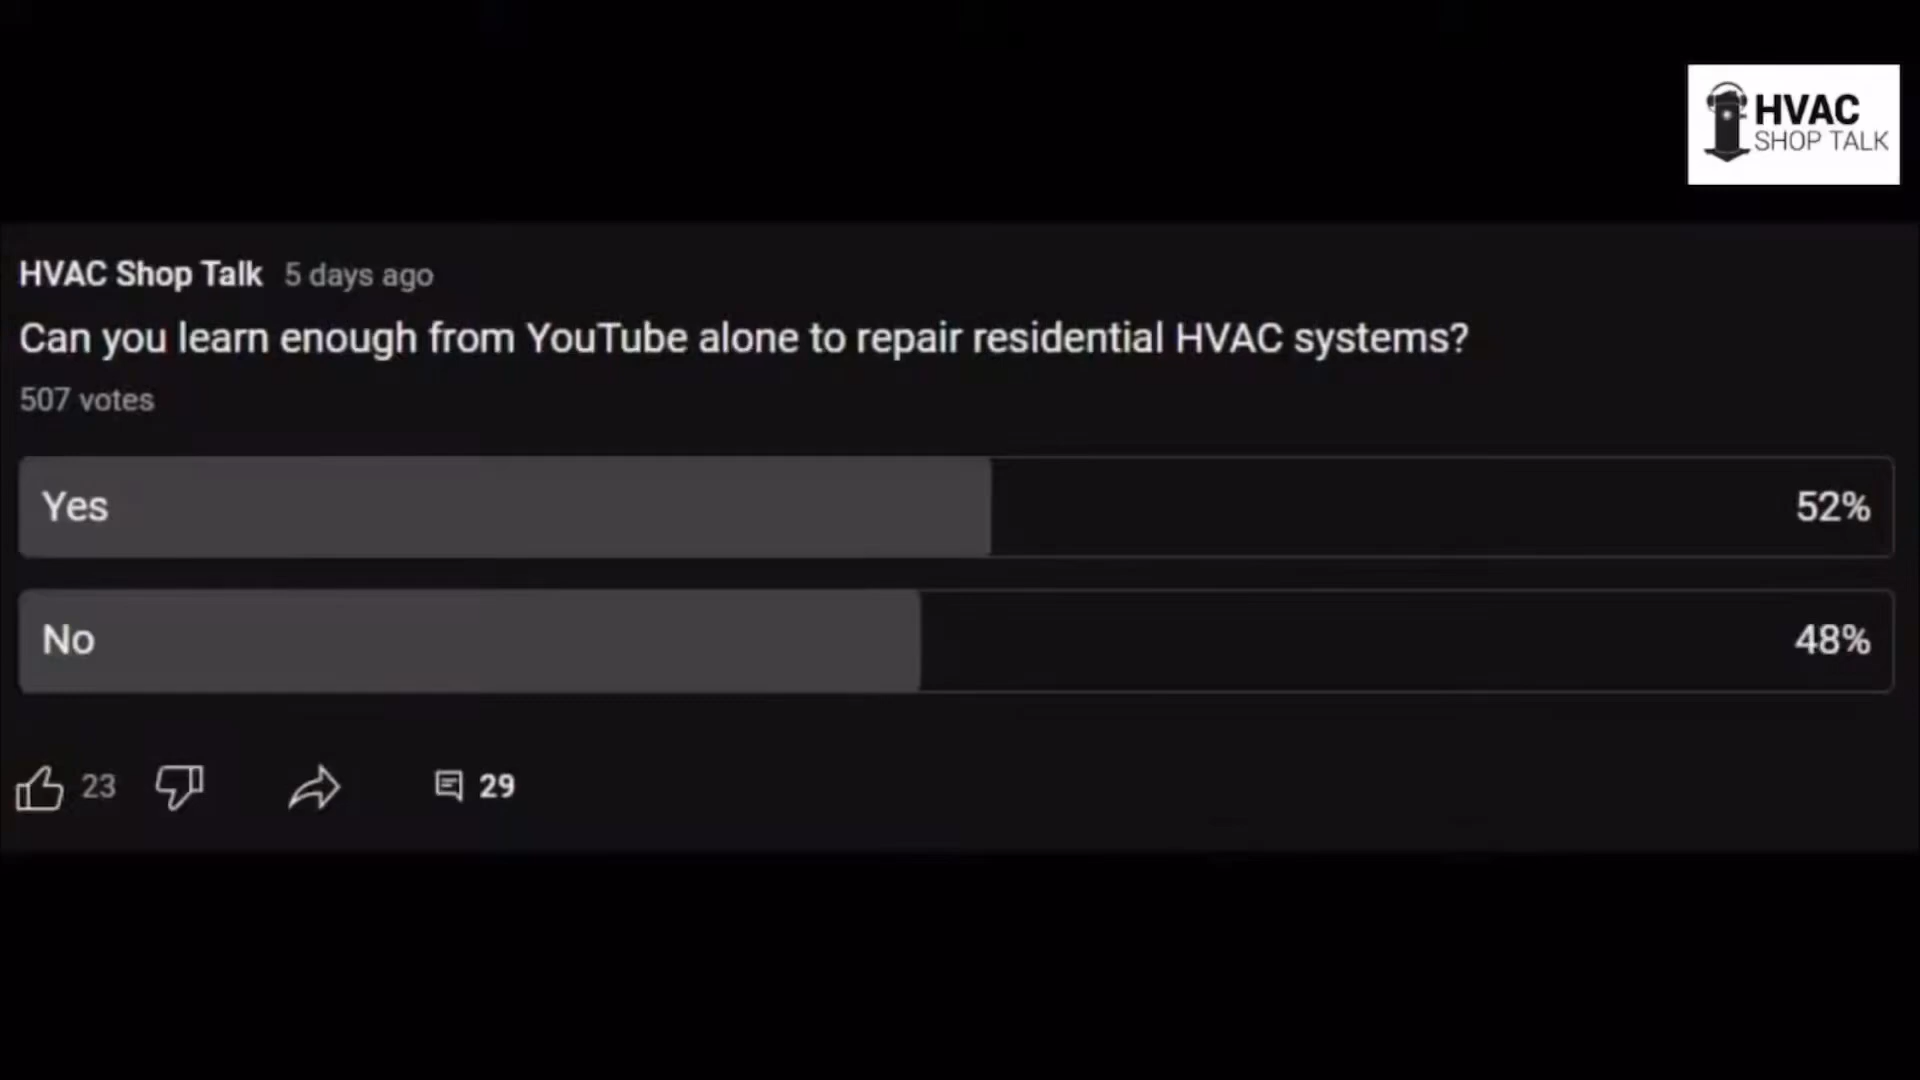 HVAC
SHOP TALK
HVAC Shop Talk 5 days ago
Can you learn enough from YouTube alone to repair residential HVAC systems?
507 votes
Yes 52%
No 48%
23 29